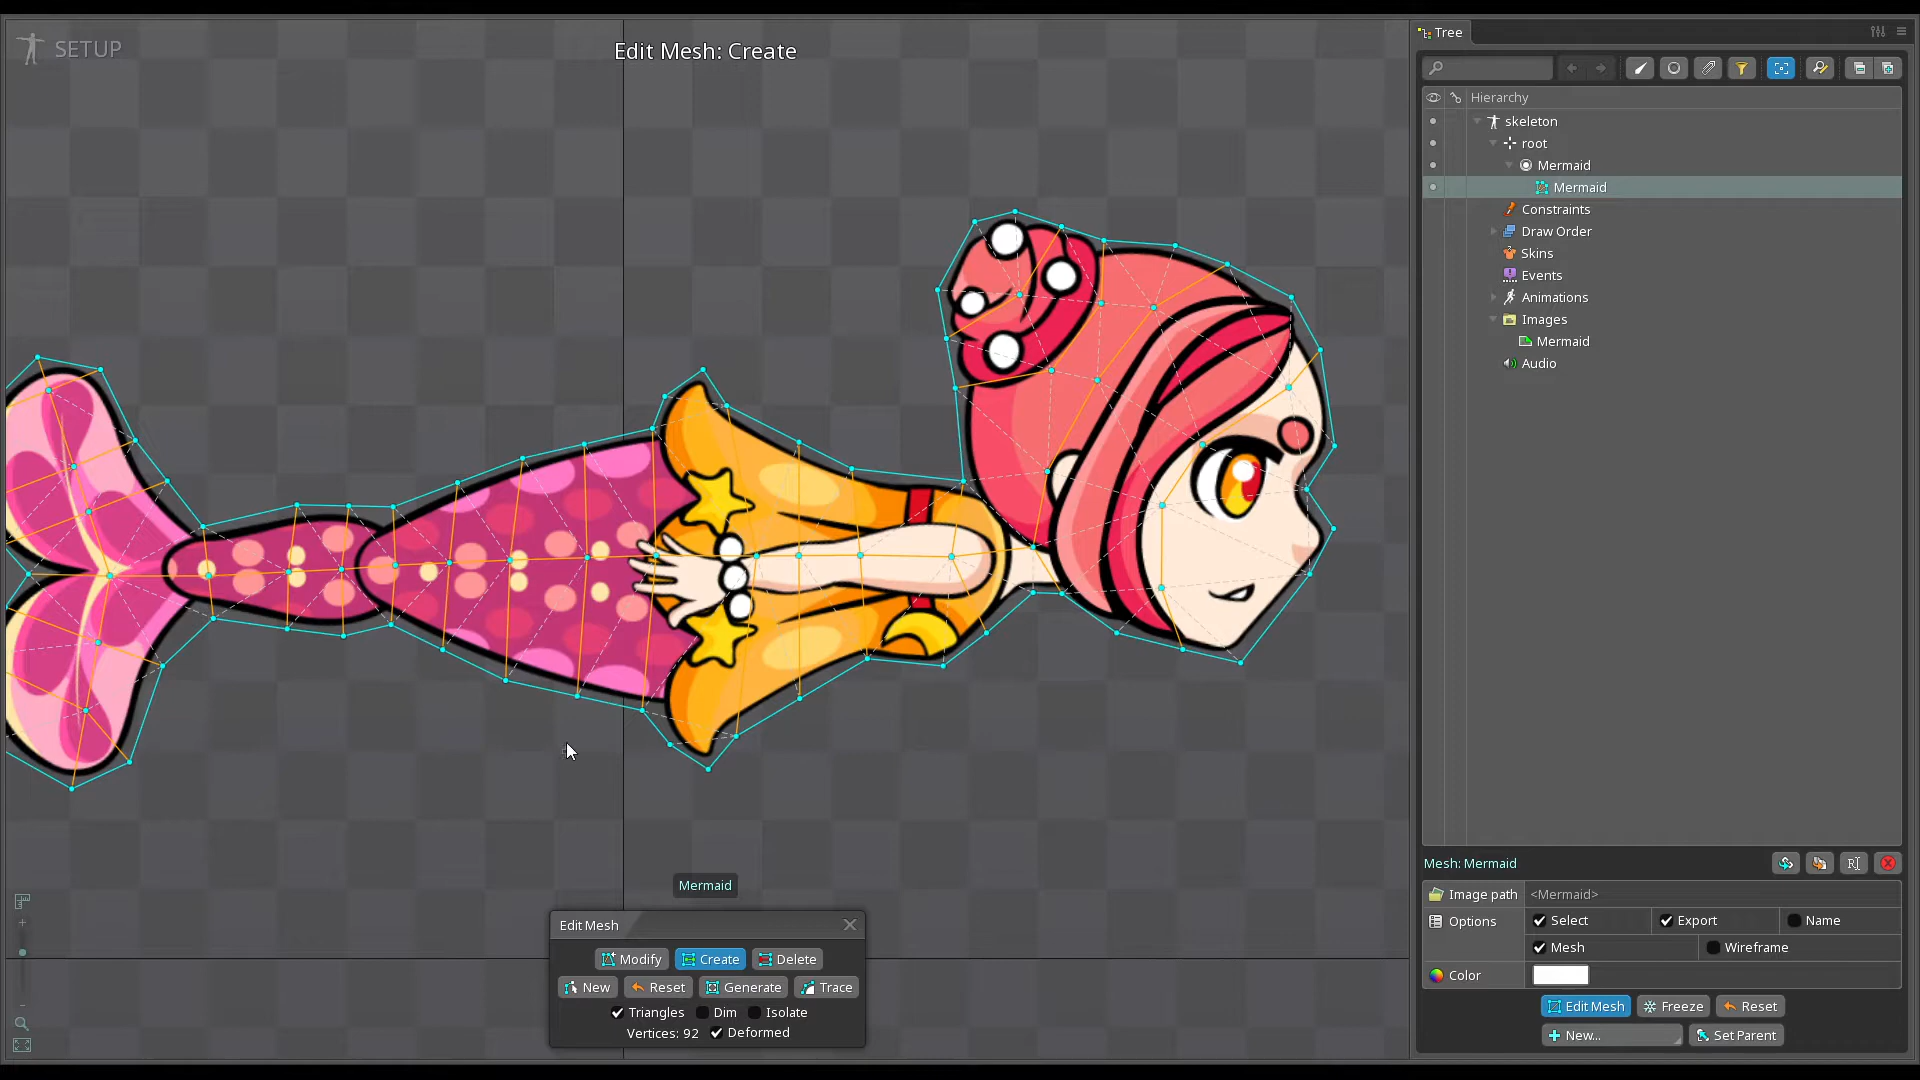 SETUP
Edit Mesh: Create
Tree
Hierarchy
skeleton
root
Mermaid
Mermaid
Constraints
Draw Order
Skins
Events
Animations
Images
Mermaid
Audio
Mermaid
Mesh: Mermaid
Image path <Mermaid>
Options Select Export Name
Mesh Wireframe
Color
Edit Mesh Freeze Reset
New... Set Parent
Edit Mesh
Modify Create Delete
New Reset Generate Trace
Triangles Dim Isolate
Vertices: 92 Deformed